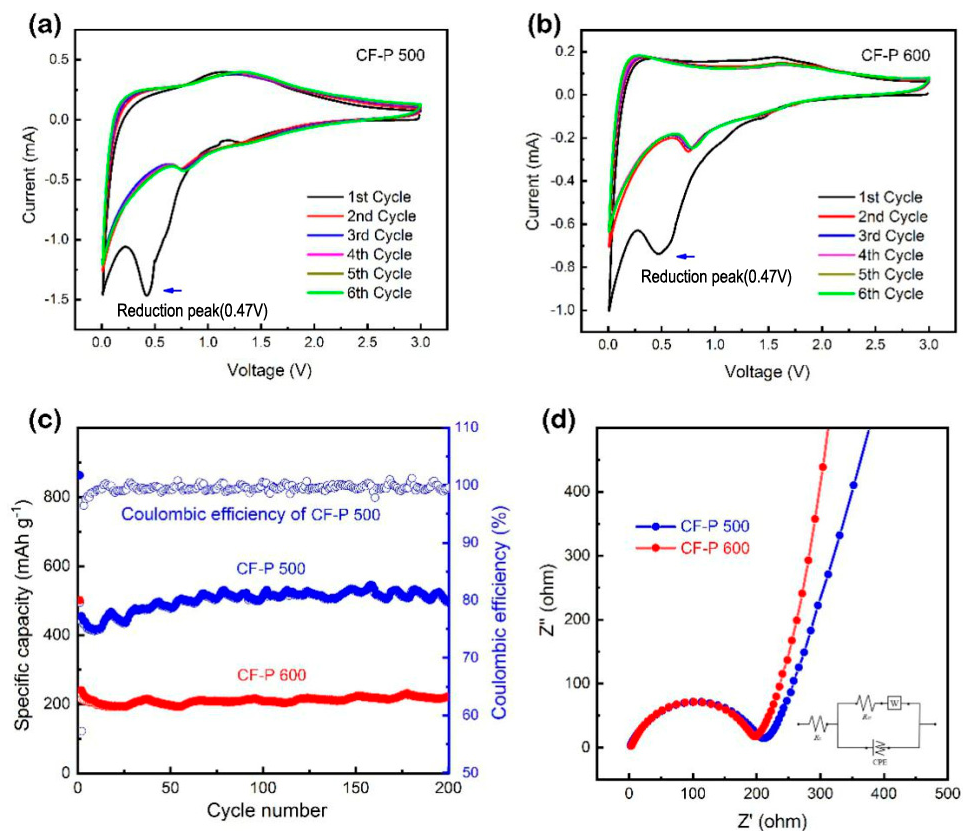 (a)
CF-P 500
0.5
0.0
-0.5
-1.0
-1.5
Current (mA)
1st Cycle
2nd Cycle
3rd Cycle
4th Cycle
5th Cycle
6th Cycle
Reduction peak(0.47V)
0.0 0.5 1.0 1.5 2.0 2.5 3.0
Voltage (V)
(b)
CF-P 600
0.2
0.0
-0.2
-0.4
-0.6
-0.8
-1.0
Current (mA)
1st Cycle
2nd Cycle
3rd Cycle
4th Cycle
5th Cycle
6th Cycle
Reduction peak(0.47V)
0.0 0.5 1.0 1.5 2.0 2.5 3.0
Voltage (V)
(c)
800
600
400
200
0
Specific capacity (mAh g⁻¹)
Coulombic efficiency of CF-P 500
CF-P 500
CF-P 600
110
100
90
80
75
60
50
Coulombic efficiency (%)
0 50 100 150 200
Cycle number
(d)
400
300
200
100
0
Z" (ohm)
CF-P 500
CF-P 600
W
CPE
0 100 200 300 400 500
Z' (ohm)